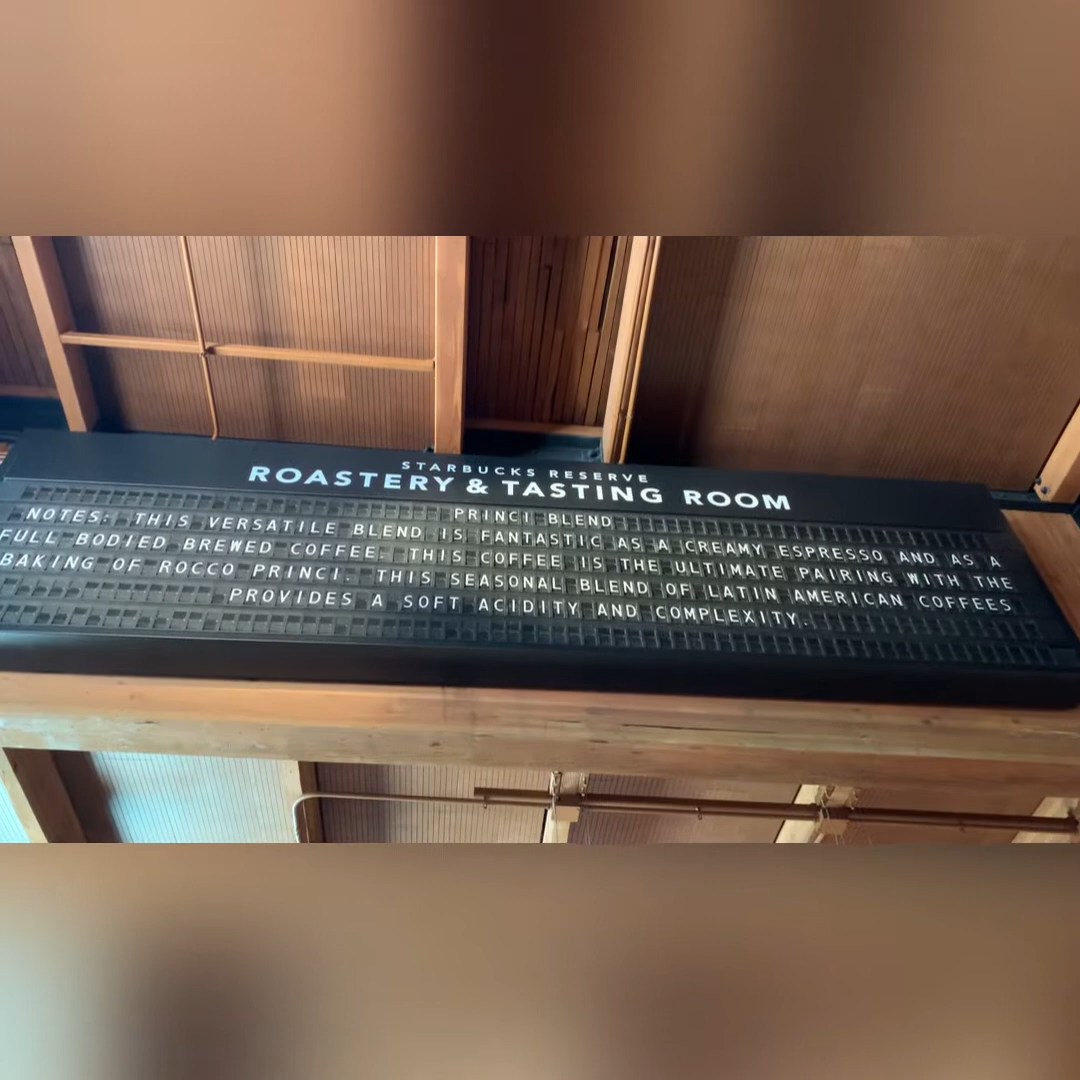 STARBUCKS RESERVE
ROASTERY & TASTING ROOM
PRINCI BLEND
NOTES: THIS VERSATILE BLEND IS FANTASTIC AS A CREAMY ESPRESSO AND AS A
FULL BODIED BREWED COFFEE. THIS COFFEE IS THE ULTIMATE PAIRING WITH THE
BAKING OF ROCCO PRINCI. THIS SEASONAL BLEND OF LATIN AMERICAN COFFEES
PROVIDES A SOFT ACIDITY AND COMPLEXITY.